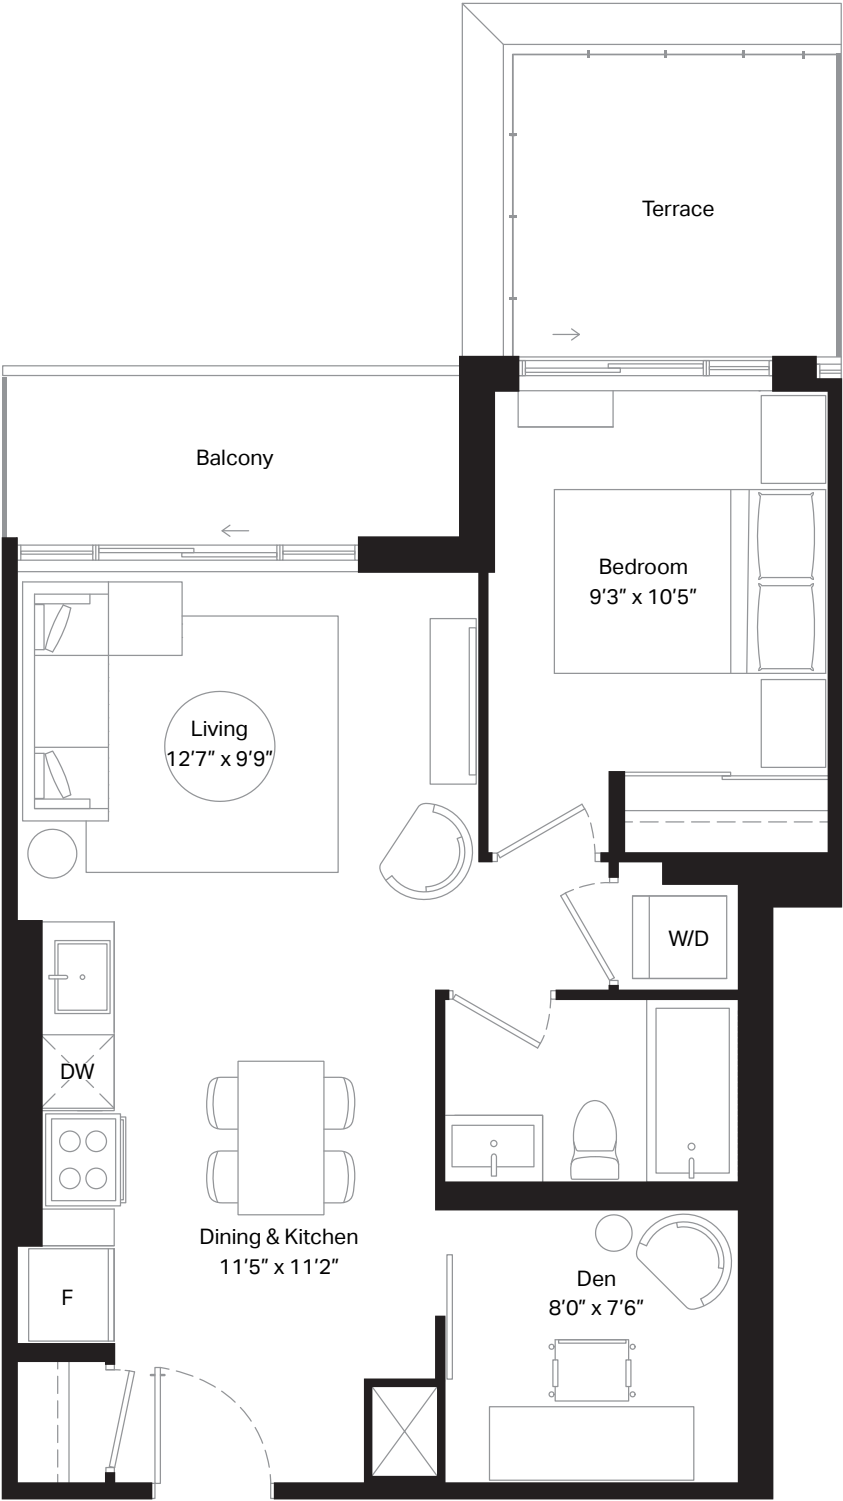 Terrace
Balcony
Bedroom
9’3” x 10’5”
Living
12’7” x 9’9”
W/D
DW
Dining & Kitchen
11’5” x 11’2”
Den
8’0” x 7’6”
F